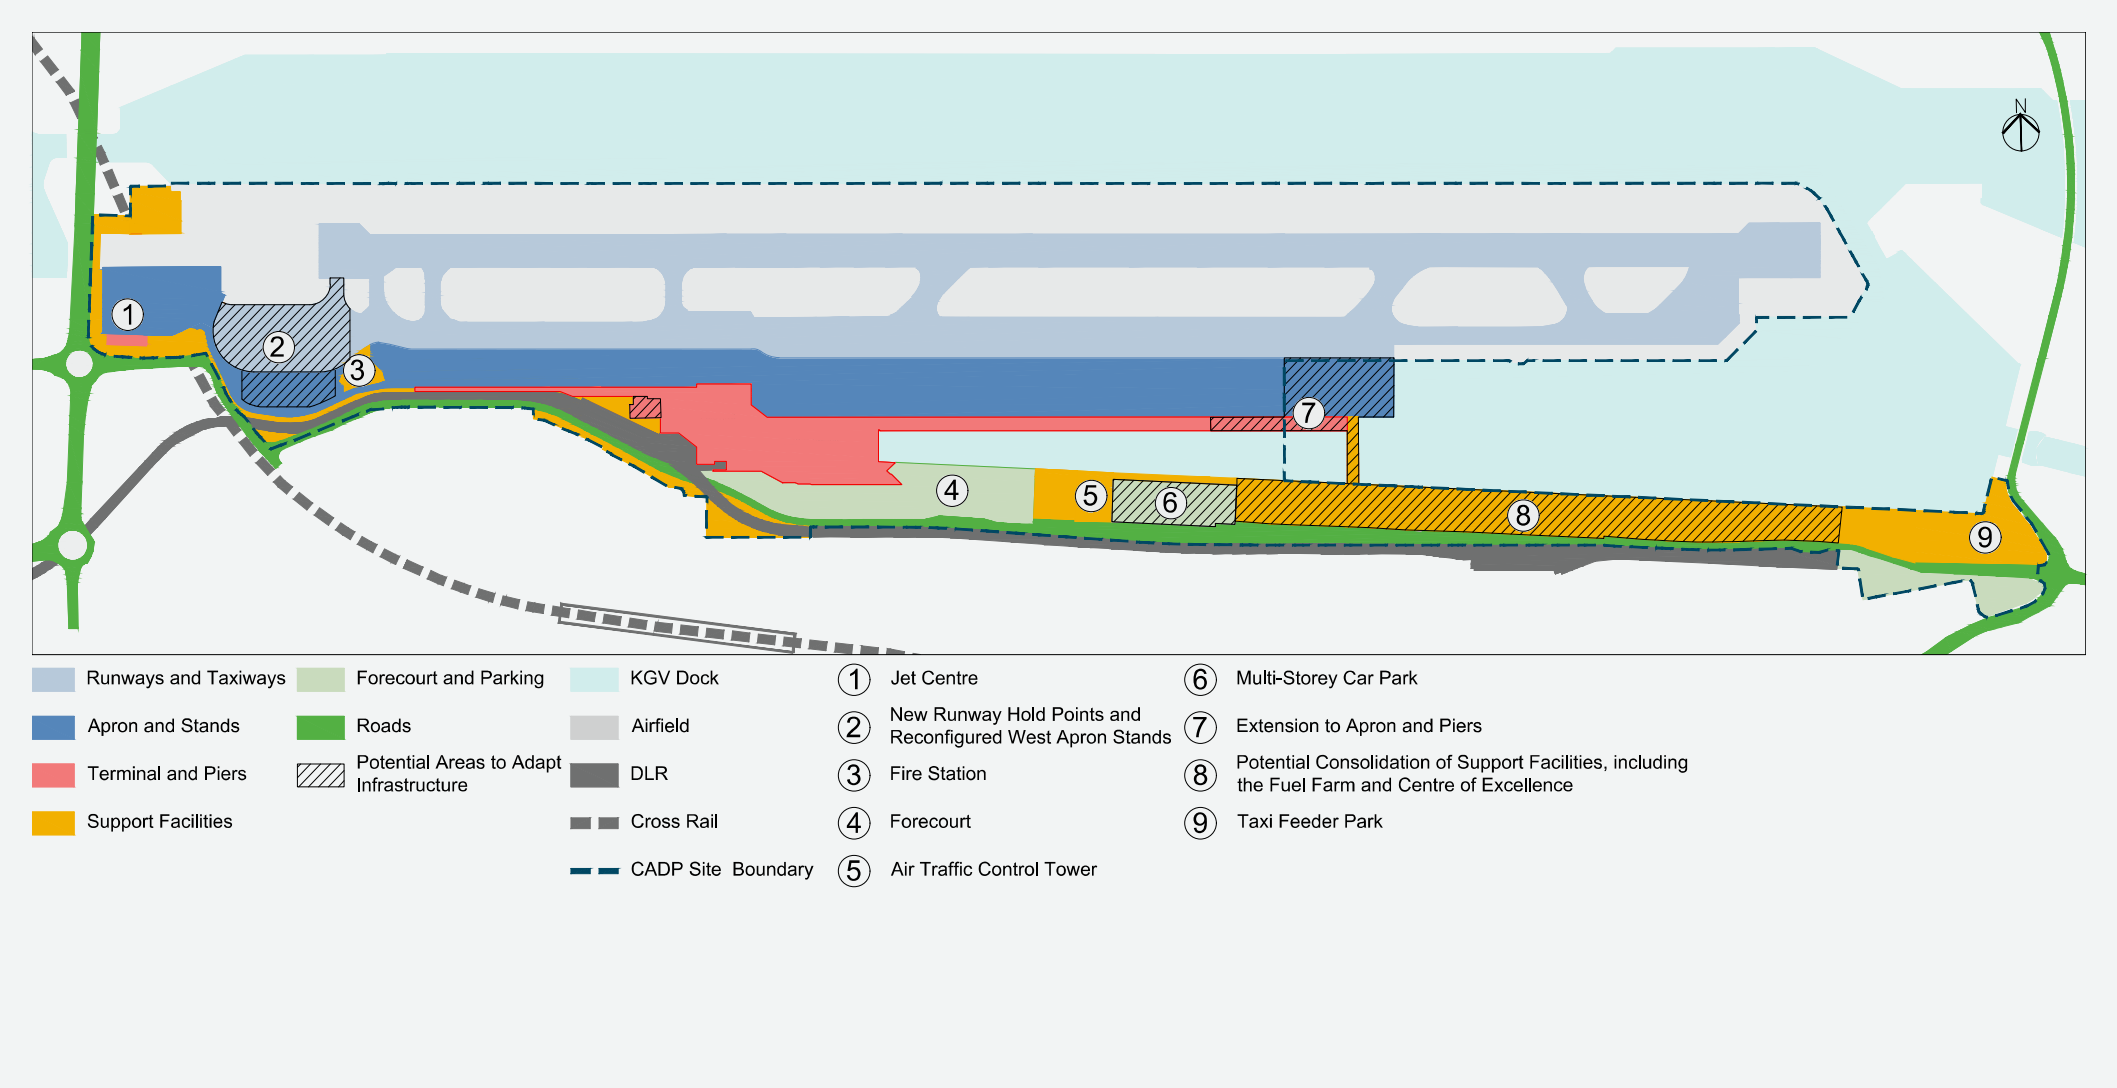 N
1
2
3
7
4
5
6
8
9
Runways and Taxiways
Apron and Stands
Terminal and Piers
Support Facilities
Forecourt and Parking
Roads
Potential Areas to Adapt
Infrastructure
KGV Dock
Airfield
DLR
Cross Rail
CADP Site Boundary
1 Jet Centre
2 New Runway Hold Points and
Reconfigured West Apron Stands
3 Fire Station
4 Forecourt
5 Air Traffic Control Tower
6 Multi-Storey Car Park
7 Extension to Apron and Piers
8 Potential Consolidation of Support Facilities, including
the Fuel Farm and Centre of Excellence
9 Taxi Feeder Park